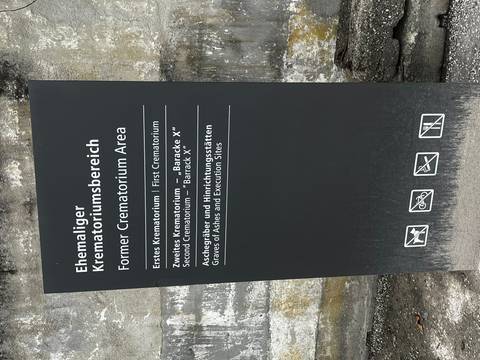 Ehemaliger
Krematoriumsbereich
Former Crematorium Area
Erstes Krematorium | First Crematorium
Zweites Krematorium – „Baracke X“
Second Crematorium – "Barrack X"
Aschegräber und Hinrichtungsstätten
Graves of Ashes and Execution Sites